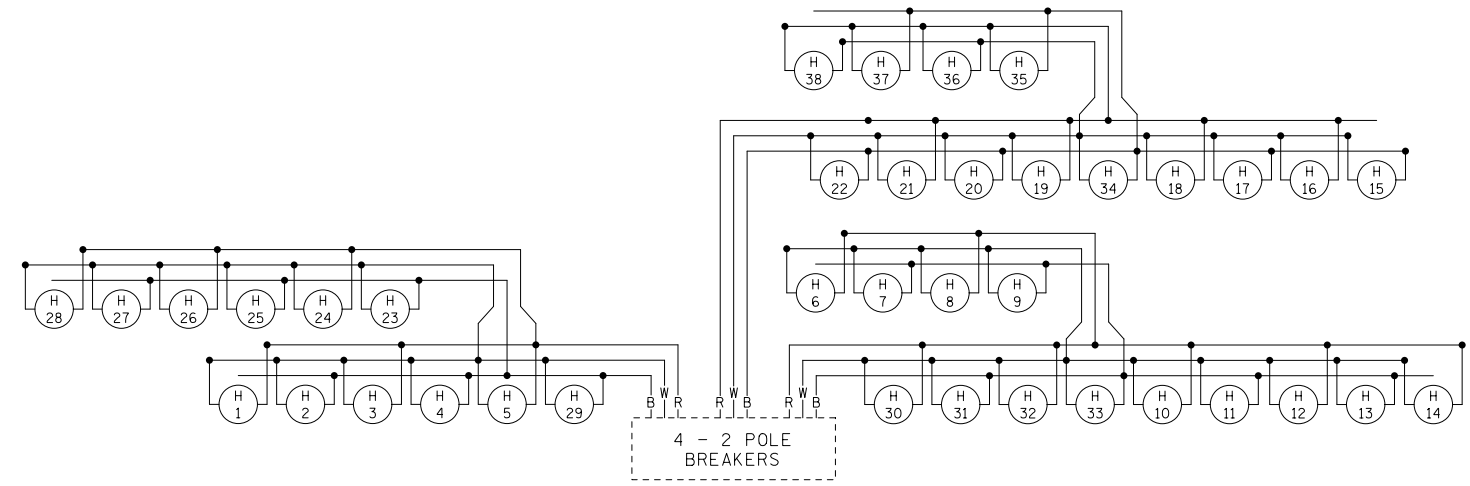 H H H H
38 37 36 35
H H H H H H H H H
22 21 20 19 34 18 17 16 15
H H H H
6 7 8 9
H H H H H H
28 27 26 25 24 23
H H H H H H
1 2 3 4 5 29
B W R R W B R W B
H H H H H H H H H
30 31 32 33 10 11 12 13 14
4 - 2 POLE
BREAKERS